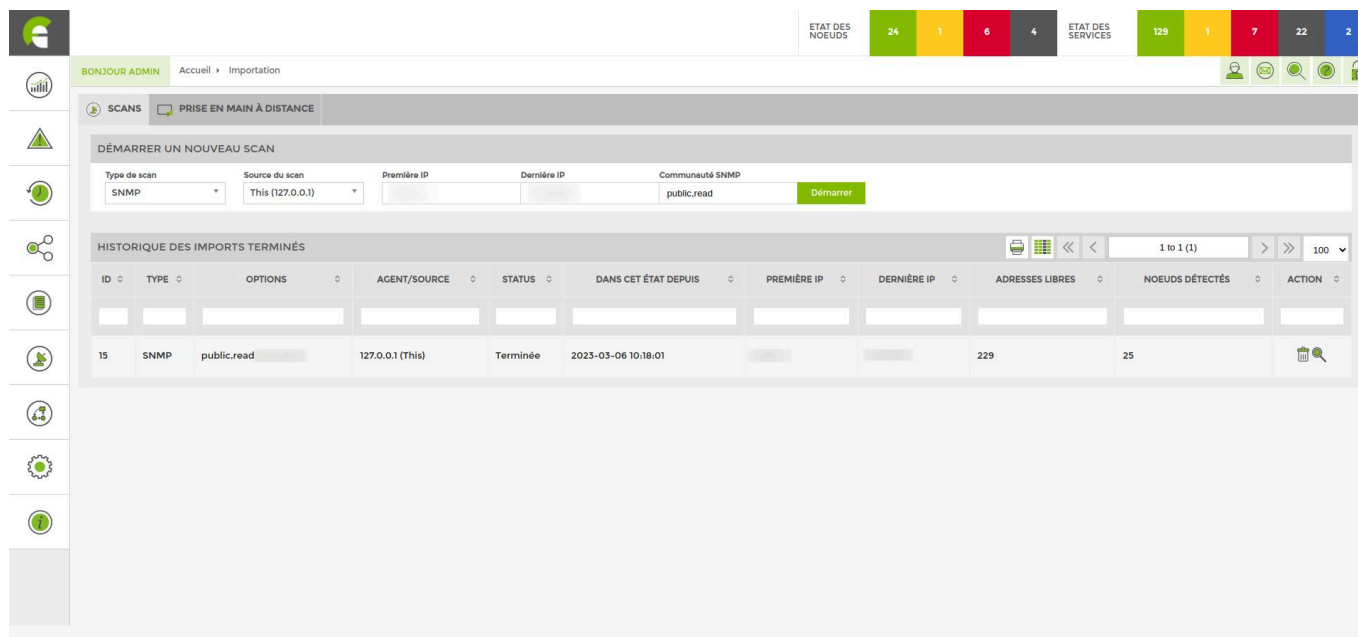 ETAT DES
NOEUDS
24
1
6
4
ETAT DES
SERVICES
129
1
7
22
2
BONJOUR ADMIN
Accueil
Importation
SCANS
PRISE EN MAIN À DISTANCE
DÉMARRER UN NOUVEAU SCAN
Type de scan
Source du scan
Première IP
Dernière IP
Communauté SNMP
SNMP
This (127.0.0.1)
public,read
Démarrer
HISTORIQUE DES IMPORTS TERMINÉS
1 to 1 (1)
100
ID
TYPE
OPTIONS
AGENT/SOURCE
STATUS
DANS CET ÉTAT DEPUIS
PREMIÈRE IP
DERNIÈRE IP
ADRESSES LIBRES
NOEUDS DÉTECTÉS
ACTION
15
SNMP
public,read
127.0.0.1 (This)
Terminée
2023-03-06 10:18:01
229
25